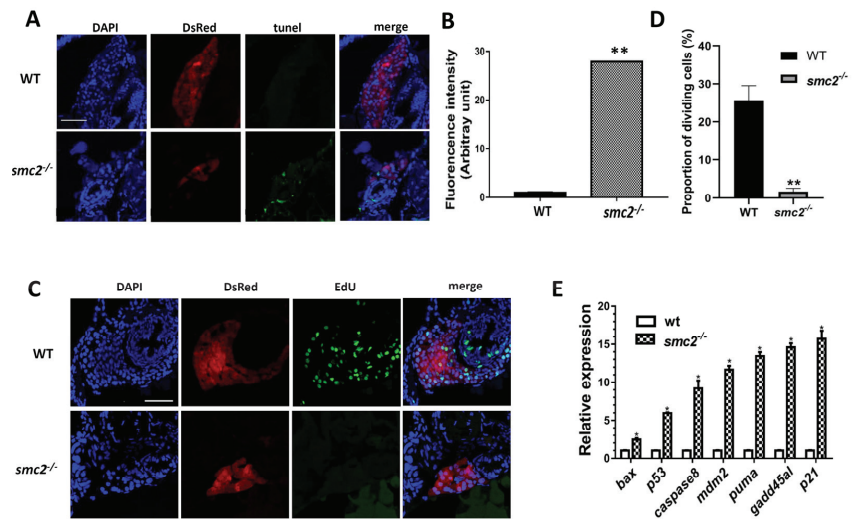 A
DAPI DsRed tunel merge
WT
smc2-/-
B
Fluorencence intensity
(Arbitray unit)
30
20
10
0
**
WT smc2-/-
D
Proportion of dividing cells (%)
40
30
20
10
0
WT
smc2-/-
**
WT smc2-/-
C
DAPI DsRed EdU merge
WT
smc2-/-
E
Relative expression
20
15
10
5
0
wt
smc2-/-
* * * * * * *
bax p53 caspase8 mdm2 puma gadd45al p21